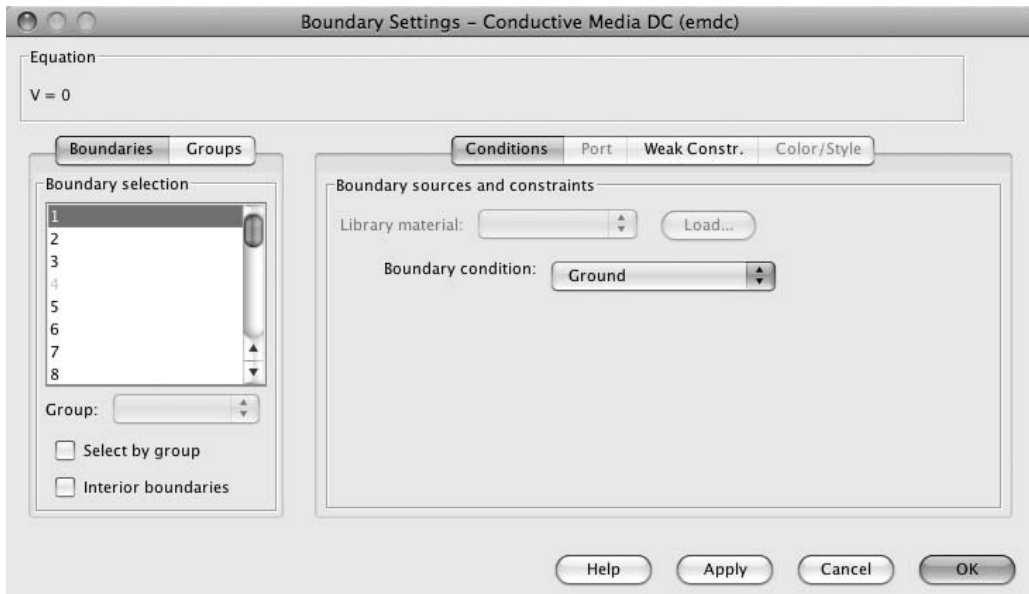 Boundary Settings – Conductive Media DC (emdc)
Equation
V = 0
Boundaries
Groups
Boundary selection
1
2
3
4
5
6
7
8
Group:
Select by group
Interior boundaries
Conditions
Port
Weak Constr.
Color/Style
Boundary sources and constraints
Library material:
Load...
Boundary condition:
Ground
Help
Apply
Cancel
OK